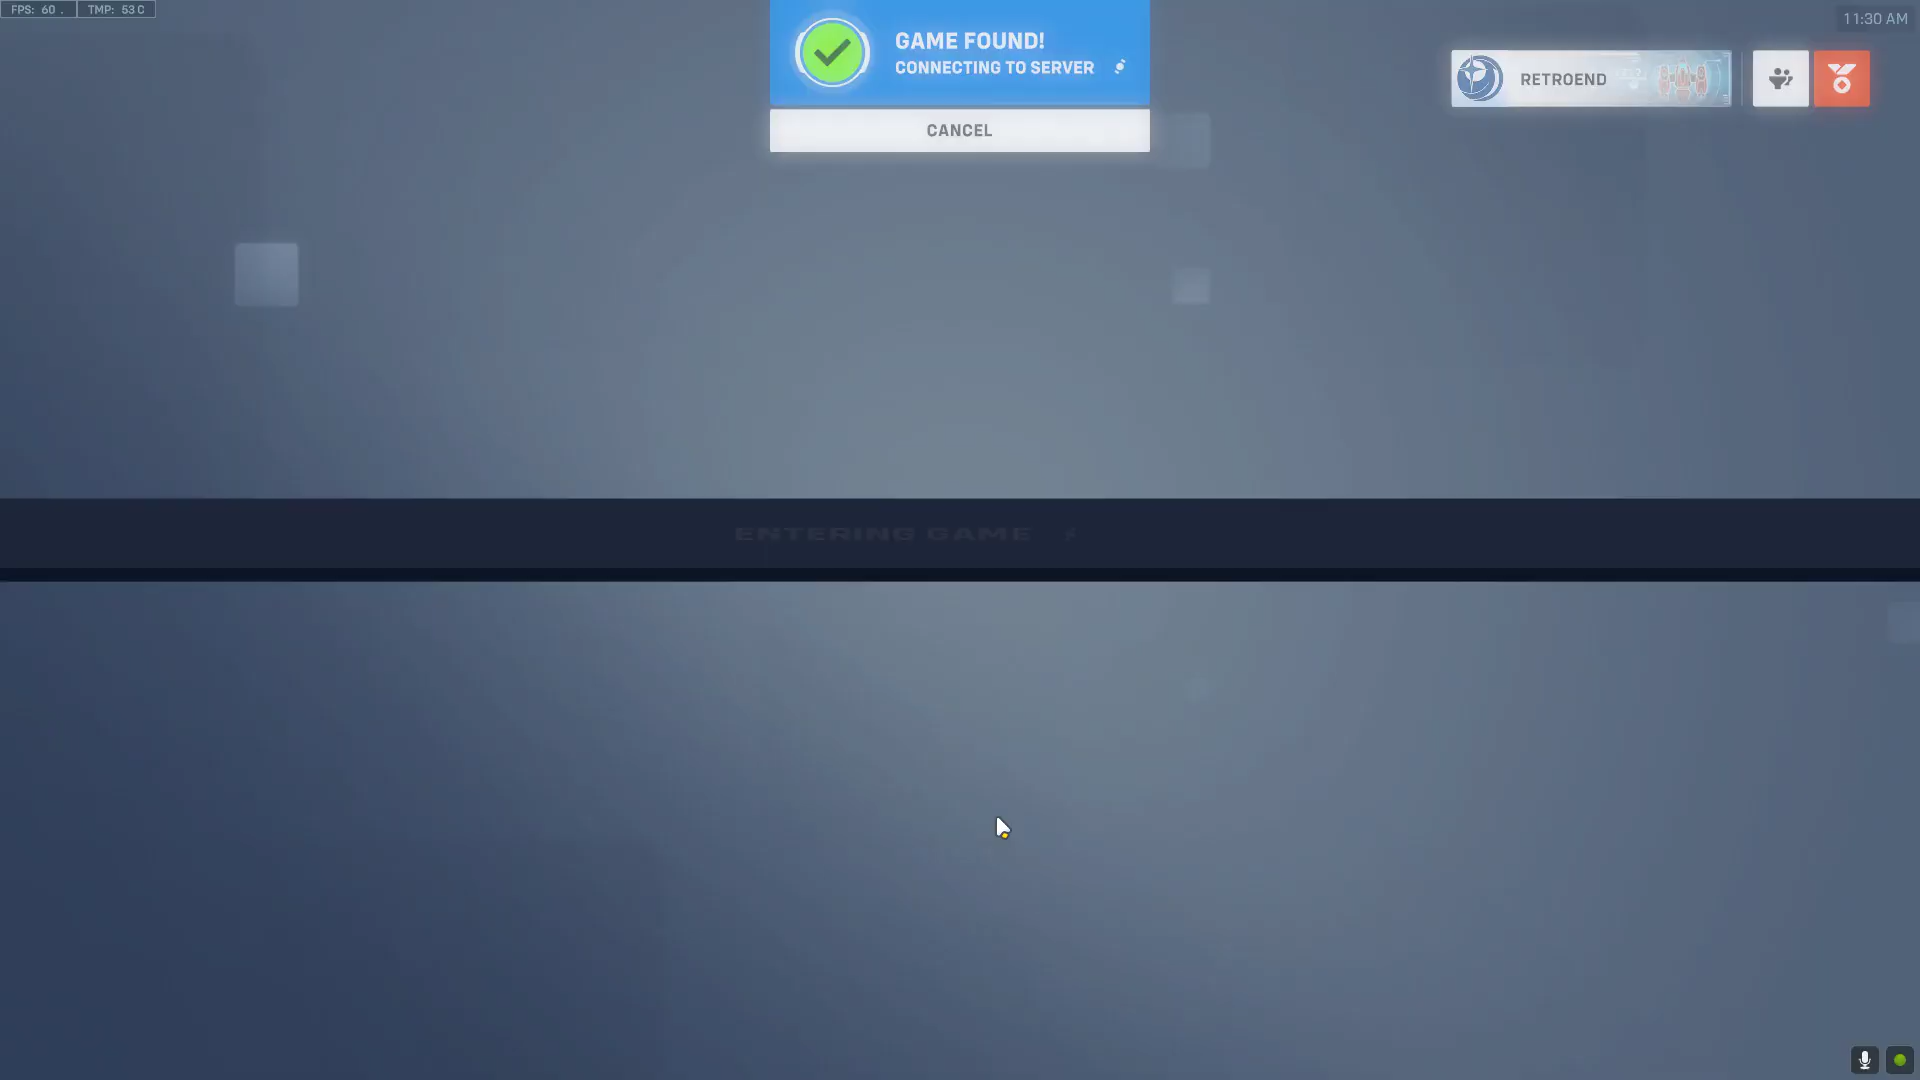 FPS: 60 . TMP: 53 C
11:30 AM
GAME FOUND!
CONNECTING TO SERVER
CANCEL
RETROEND
ENTERING GAME